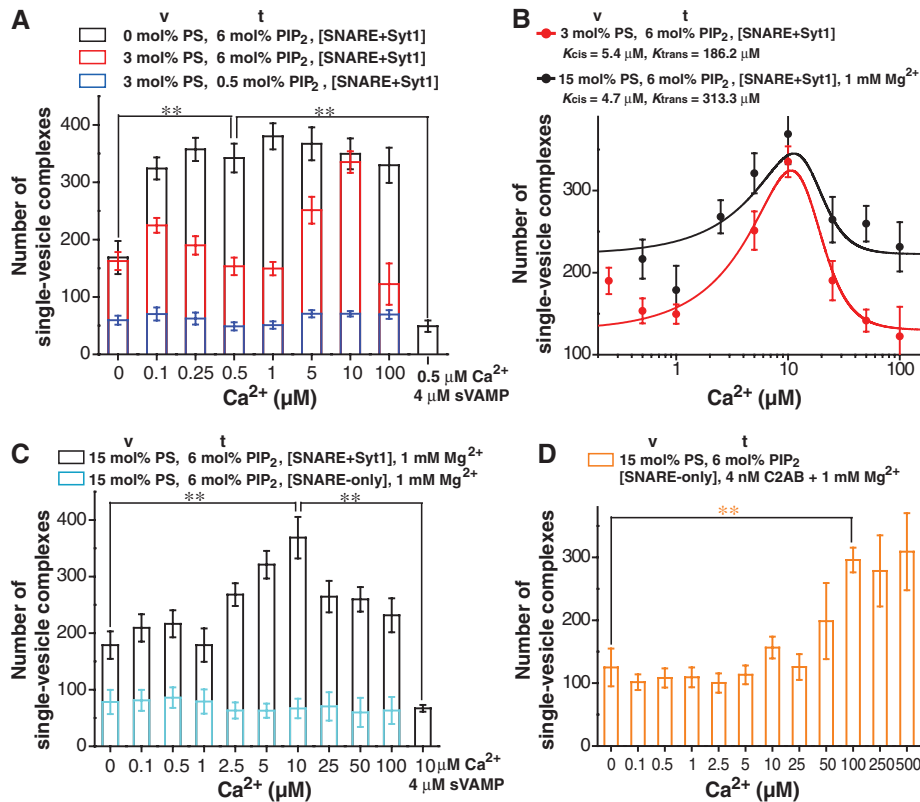 A
v t
0 mol% PS, 6 mol% PIP2, [SNARE+Syt1]
3 mol% PS, 6 mol% PIP2, [SNARE+Syt1]
3 mol% PS, 0.5 mol% PIP2, [SNARE+Syt1]
** **
Number of
single-vesicle complexes
400
300
200
100
0
0 0.1 0.25 0.5 1 5 10 100
0.5 μM Ca2+
4 μM sVAMP
Ca2+ (μM)
B
v t
3 mol% PS, 6 mol% PIP2, [SNARE+Syt1]
Kcis = 5.4 μM, Ktrans = 186.2 μM
15 mol% PS, 6 mol% PIP2, [SNARE+Syt1], 1 mM Mg2+
Kcis = 4.7 μM, Ktrans = 313.3 μM
Number of
single-vesicle complexes
300
200
100
1 10 100
Ca2+ (μM)
C
v t
15 mol% PS, 6 mol% PIP2, [SNARE+Syt1], 1 mM Mg2+
15 mol% PS, 6 mol% PIP2, [SNARE-only], 1 mM Mg2+
** **
Number of
single-vesicle complexes
400
300
200
100
0
0 0.1 0.5 1 2.5 5 10 25 50 100 10 μM Ca2+
4 μM sVAMP
Ca2+ (μM)
D
v t
15 mol% PS, 6 mol% PIP2
[SNARE-only], 4 nM C2AB + 1 mM Mg2+
**
Number of
single-vesicle complexes
400
300
200
100
0
0 0.1 0.5 1 2.5 5 10 25 50 100 250 500
Ca2+ (μM)